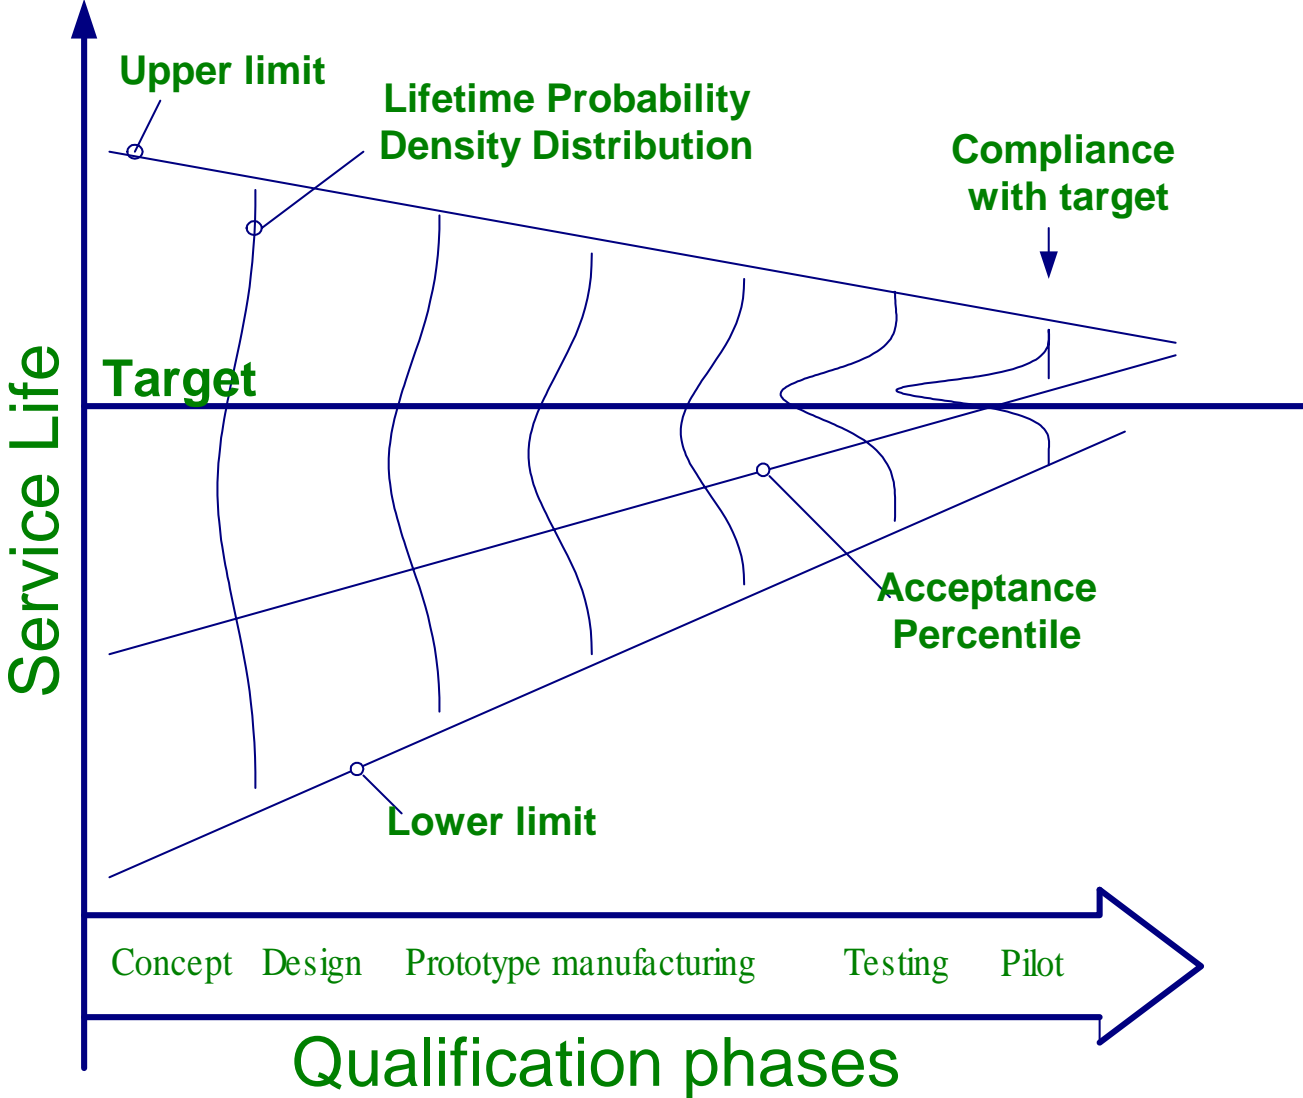 Upper limit
Lifetime Probability
Density Distribution
Compliance
with target
Target
Service Life
Acceptance
Percentile
Lower limit
Concept Design Prototype manufacturing Testing Pilot
Qualification phases